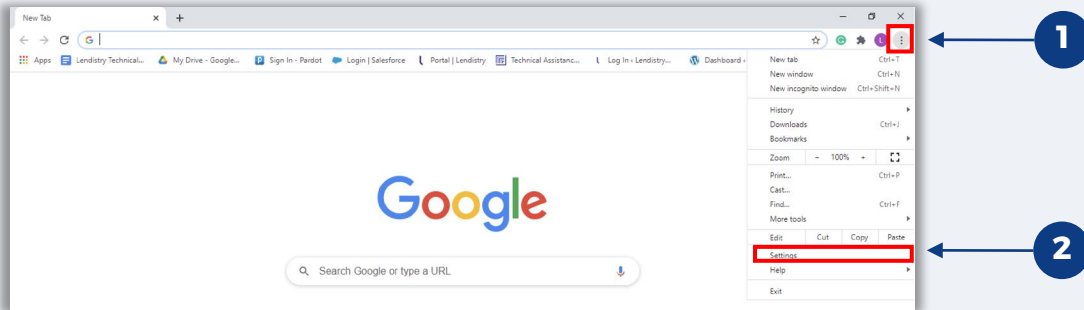 New Tab
G
Apps Lendistry Technical... My Drive - Google... Sign In - Pardot Login | Salesforce Portal | Lendistry Technical Assistanc... Log In ‹ Lendistry... Dashboard ‹
L
1
New tab Ctrl+T
New window Ctrl+N
New incognito window Ctrl+Shift+N
History
Downloads Ctrl+J
Bookmarks
Zoom - 100% +
Print... Ctrl+P
Cast...
Find... Ctrl+F
More tools
Edit Cut Copy Paste
Settings
2
Help
Exit
Google
Search Google or type a URL